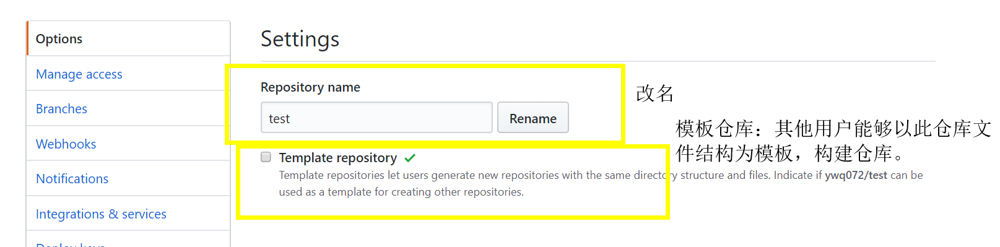 Options
Manage access
Branches
Webhooks
Notifications
Integrations & services
Deploy keys
Settings
Repository name
test
Rename
改名
模板仓库：其他用户能够以此仓库文
件结构为模板，构建仓库。
Template repository
Template repositories let users generate new repositories with the same directory structure and files. Indicate if ywq072/test can be
used as a template for creating other repositories.